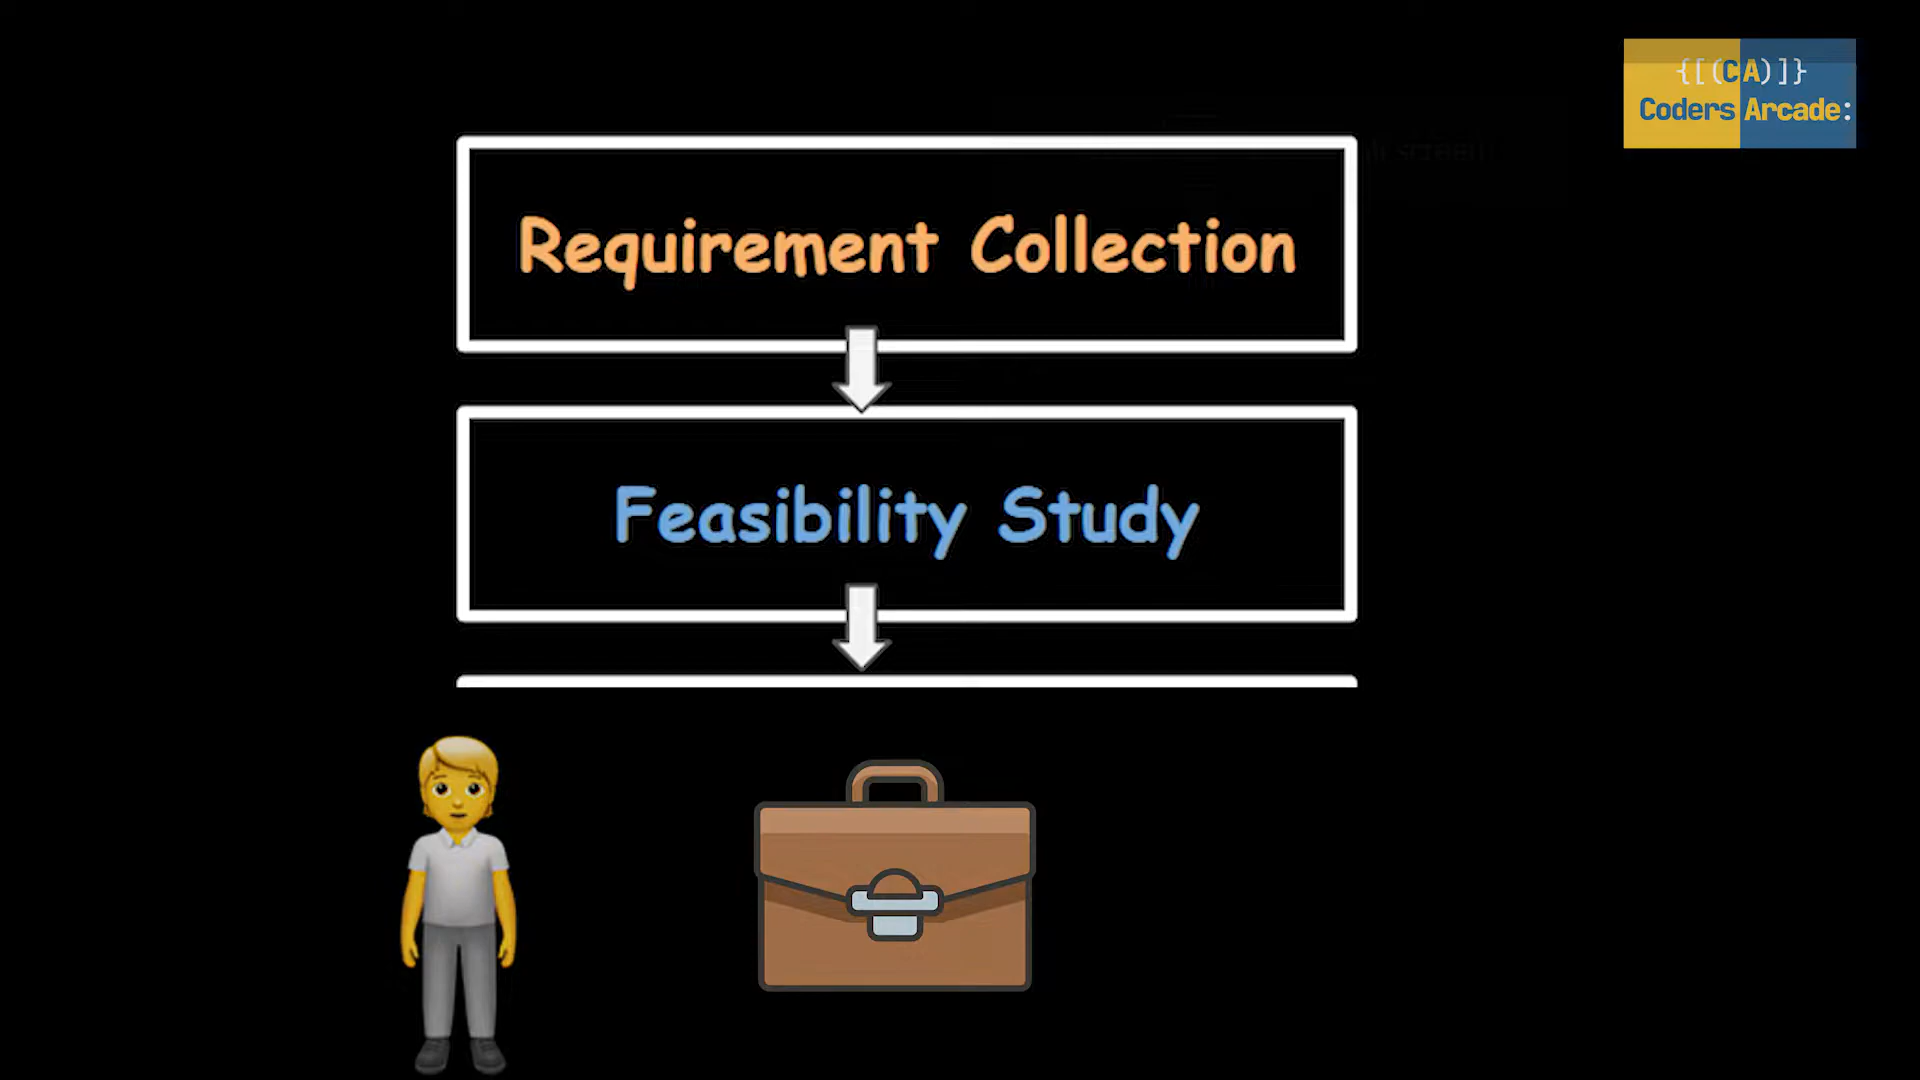 {[(CA)]}
Coders Arcade:
Requirement Collection
Feasibility Study